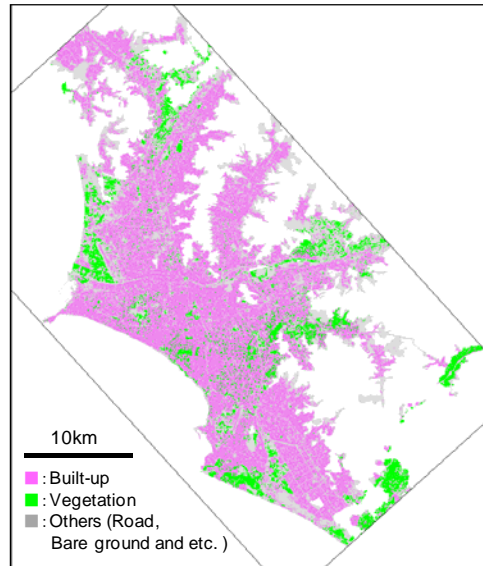 10km
: Built-up
: Vegetation
: Others (Road,
Bare ground and etc. )